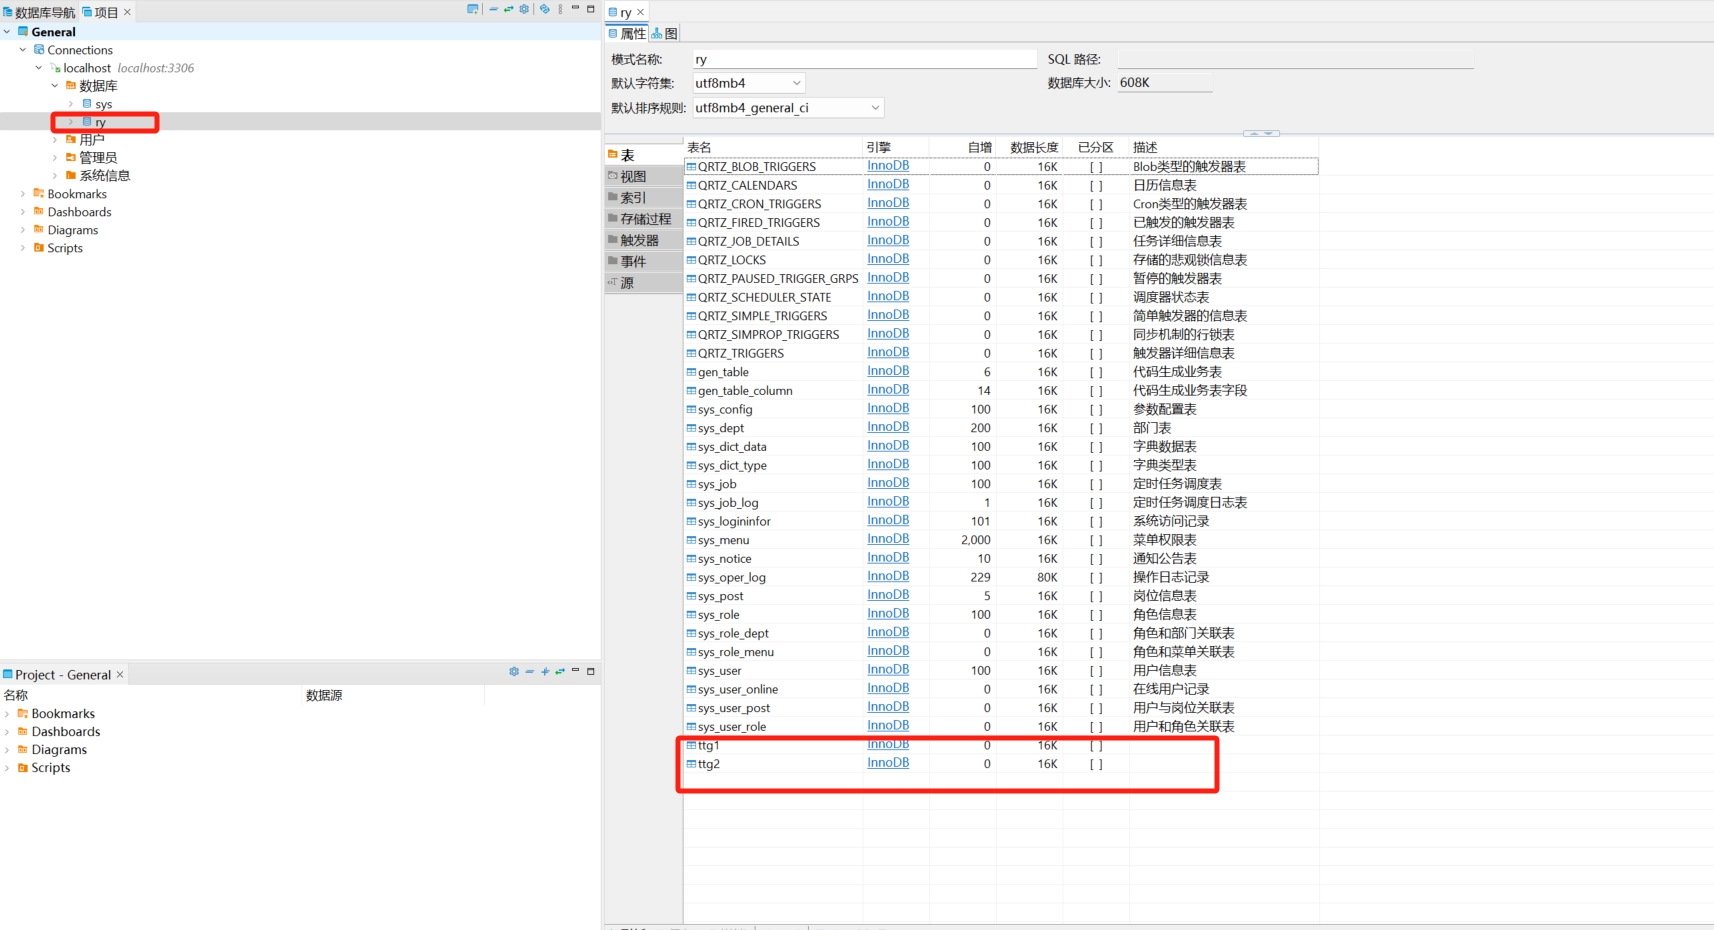 数据库导航 项目
General
Connections
localhost localhost:3306
数据库
sys
ry
用户
管理员
系统信息
Bookmarks
Dashboards
Diagrams
Scripts
Project - General
名称 数据源
Bookmarks
Dashboards
Diagrams
Scripts
ry
属性 图
模式名称: ry SQL 路径:
默认字符集: utf8mb4 数据库大小: 608K
默认排序规则: utf8mb4_general_ci
表
视图
索引
存储过程
触发器
事件
源
表名 引擎 自增 数据长度 已分区 描述
QRTZ_BLOB_TRIGGERS InnoDB 0 16K [ ] Blob类型的触发器表
QRTZ_CALENDARS InnoDB 0 16K [ ] 日历信息表
QRTZ_CRON_TRIGGERS InnoDB 0 16K [ ] Cron类型的触发器表
QRTZ_FIRED_TRIGGERS InnoDB 0 16K [ ] 已触发的触发器表
QRTZ_JOB_DETAILS InnoDB 0 16K [ ] 任务详细信息表
QRTZ_LOCKS InnoDB 0 16K [ ] 存储的悲观锁信息表
QRTZ_PAUSED_TRIGGER_GRPS InnoDB 0 16K [ ] 暂停的触发器表
QRTZ_SCHEDULER_STATE InnoDB 0 16K [ ] 调度器状态表
QRTZ_SIMPLE_TRIGGERS InnoDB 0 16K [ ] 简单触发器的信息表
QRTZ_SIMPROP_TRIGGERS InnoDB 0 16K [ ] 同步机制的行锁表
QRTZ_TRIGGERS InnoDB 0 16K [ ] 触发器详细信息表
gen_table InnoDB 6 16K [ ] 代码生成业务表
gen_table_column InnoDB 14 16K [ ] 代码生成业务表字段
sys_config InnoDB 100 16K [ ] 参数配置表
sys_dept InnoDB 200 16K [ ] 部门表
sys_dict_data InnoDB 100 16K [ ] 字典数据表
sys_dict_type InnoDB 100 16K [ ] 字典类型表
sys_job InnoDB 100 16K [ ] 定时任务调度表
sys_job_log InnoDB 1 16K [ ] 定时任务调度日志表
sys_logininfor InnoDB 101 16K [ ] 系统访问记录
sys_menu InnoDB 2,000 16K [ ] 菜单权限表
sys_notice InnoDB 10 16K [ ] 通知公告表
sys_oper_log InnoDB 229 80K [ ] 操作日志记录
sys_post InnoDB 5 16K [ ] 岗位信息表
sys_role InnoDB 100 16K [ ] 角色信息表
sys_role_dept InnoDB 0 16K [ ] 角色和部门关联表
sys_role_menu InnoDB 0 16K [ ] 角色和菜单关联表
sys_user InnoDB 100 16K [ ] 用户信息表
sys_user_online InnoDB 0 16K [ ] 在线用户记录
sys_user_post InnoDB 0 16K [ ] 用户与岗位关联表
sys_user_role InnoDB 0 16K [ ] 用户和角色关联表
ttg1 InnoDB 0 16K [ ]
ttg2 InnoDB 0 16K [ ]